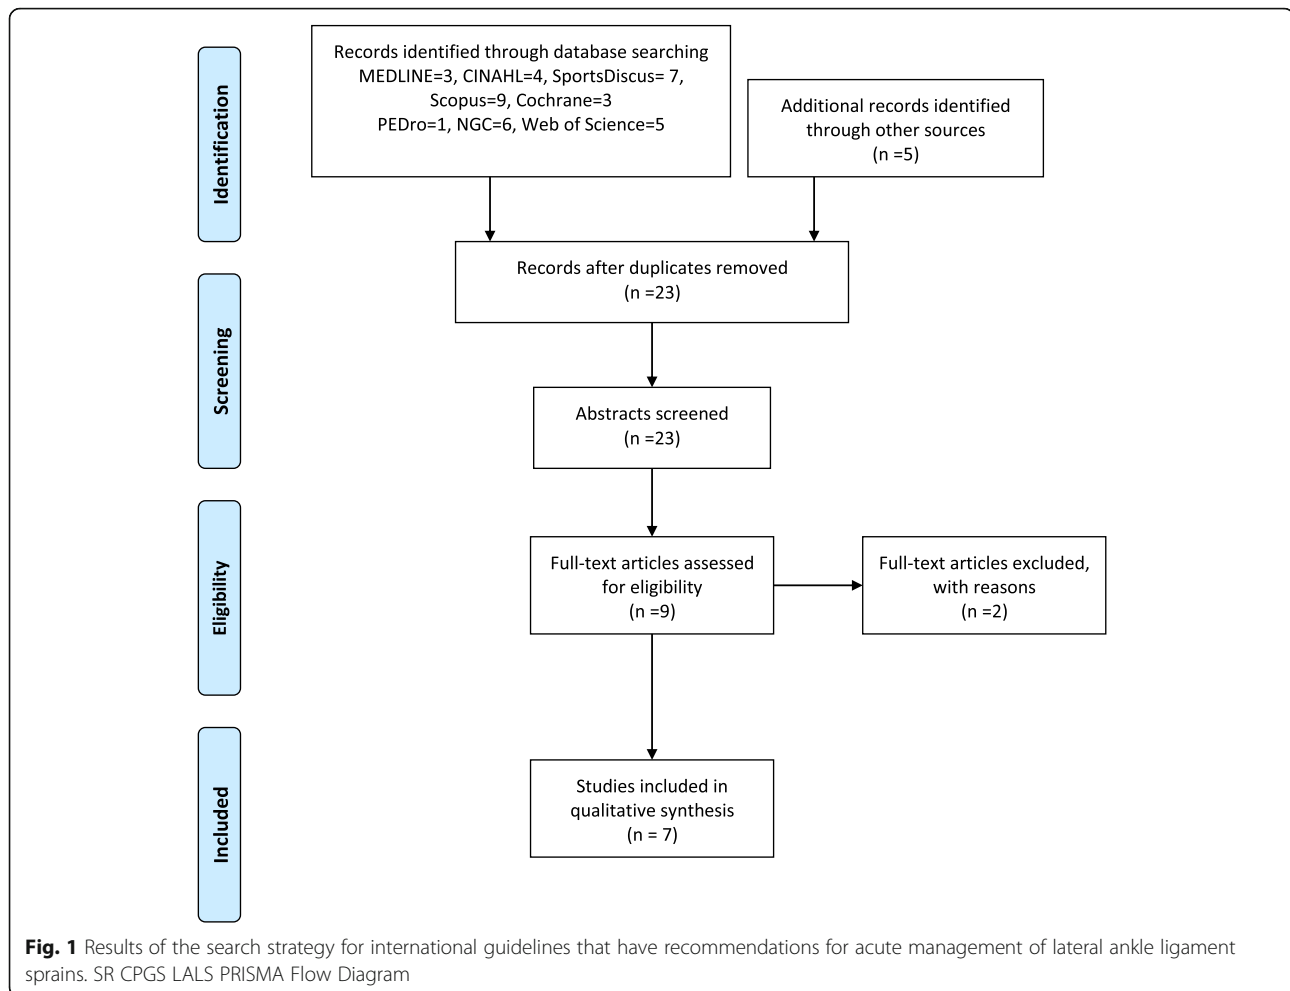 Identification
Records identified through database searching
MEDLINE=3, CINAHL=4, SportsDiscus= 7,
Scopus=9, Cochrane=3
PEDro=1, NGC=6, Web of Science=5
Additional records identified
through other sources
(n =5)
Screening
Records after duplicates removed
(n =23)
Abstracts screened
(n =23)
Eligibility
Full-text articles assessed
for eligibility
(n =9)
Full-text articles excluded,
with reasons
(n =2)
Included
Studies included in
qualitative synthesis
(n = 7)
Fig. 1 Results of the search strategy for international guidelines that have recommendations for acute management of lateral ankle ligament
sprains. SR CPGS LALS PRISMA Flow Diagram